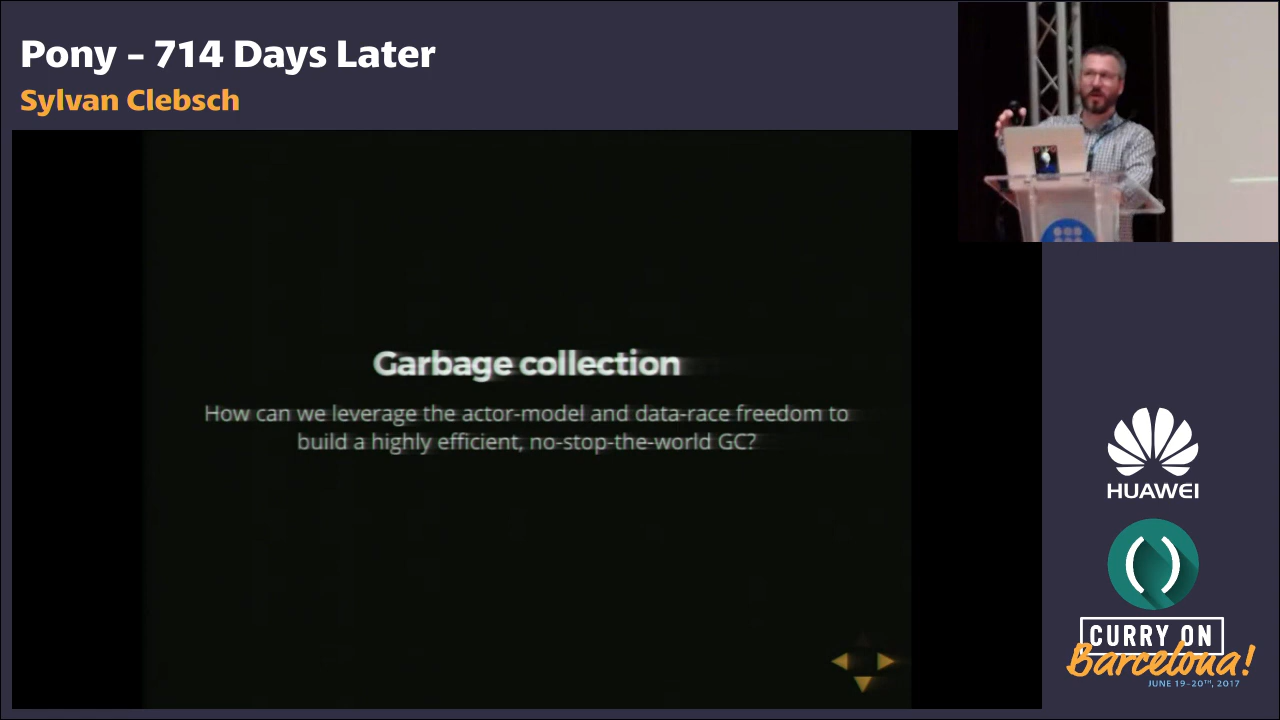 Pony – 714 Days Later
Sylvan Clebsch
Garbage collection
How can we leverage the actor-model and data-race freedom to
build a highly efficient, no-stop-the-world GC?
HUAWEI
CURRY ON
Barcelona!
JUNE 19-20TH, 2017